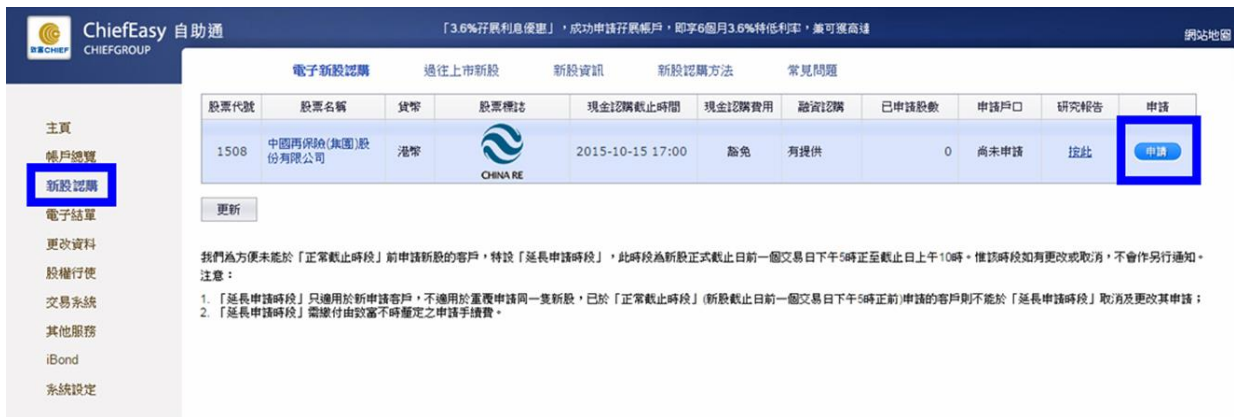 ChiefEasy 自助通
CHIEFGROUP
致富CHIEF
「3.6%孖展利息優惠」，成功申請孖展帳戶，即享6個月3.6%特低利率，兼可獲高達
網站地圖
電子新股認購 過往上市新股 新股資訊 新股認購方法 常見問題
股票代號 股票名稱 貨幣 股票標誌 現金認購截止時間 現金認購費用 融資認購 已申請股數 申請戶口 研究報告 申請
1508 中國再保險(集團)股份有限公司 港幣 CHINA RE 2015-10-15 17:00 豁免 有提供 0 尚未申請 按此 申請
更新
主頁
帳戶總覽
新股認購
電子結單
更改資料
股權行使
交易系統
其他服務
iBond
系統設定
我們為方便未能於「正常截止時段」前申請新股的客戶，特設「延長申請時段」，此時段為新股正式截止日前一個交易日下午5時正至截止日上午10時。惟該時段如有更改或取消，不會作另行通知。
注意：
1. 「延長申請時段」只適用於新申請客戶，不適用於重覆申請同一隻新股，已於「正常截止時段」(新股截止日前一個交易日下午5時正前)申請的客戶則不能於「延長申請時段」取消及更改其申請；
2. 「延長申請時段」需繳付由致富不時釐定之申請手續費。